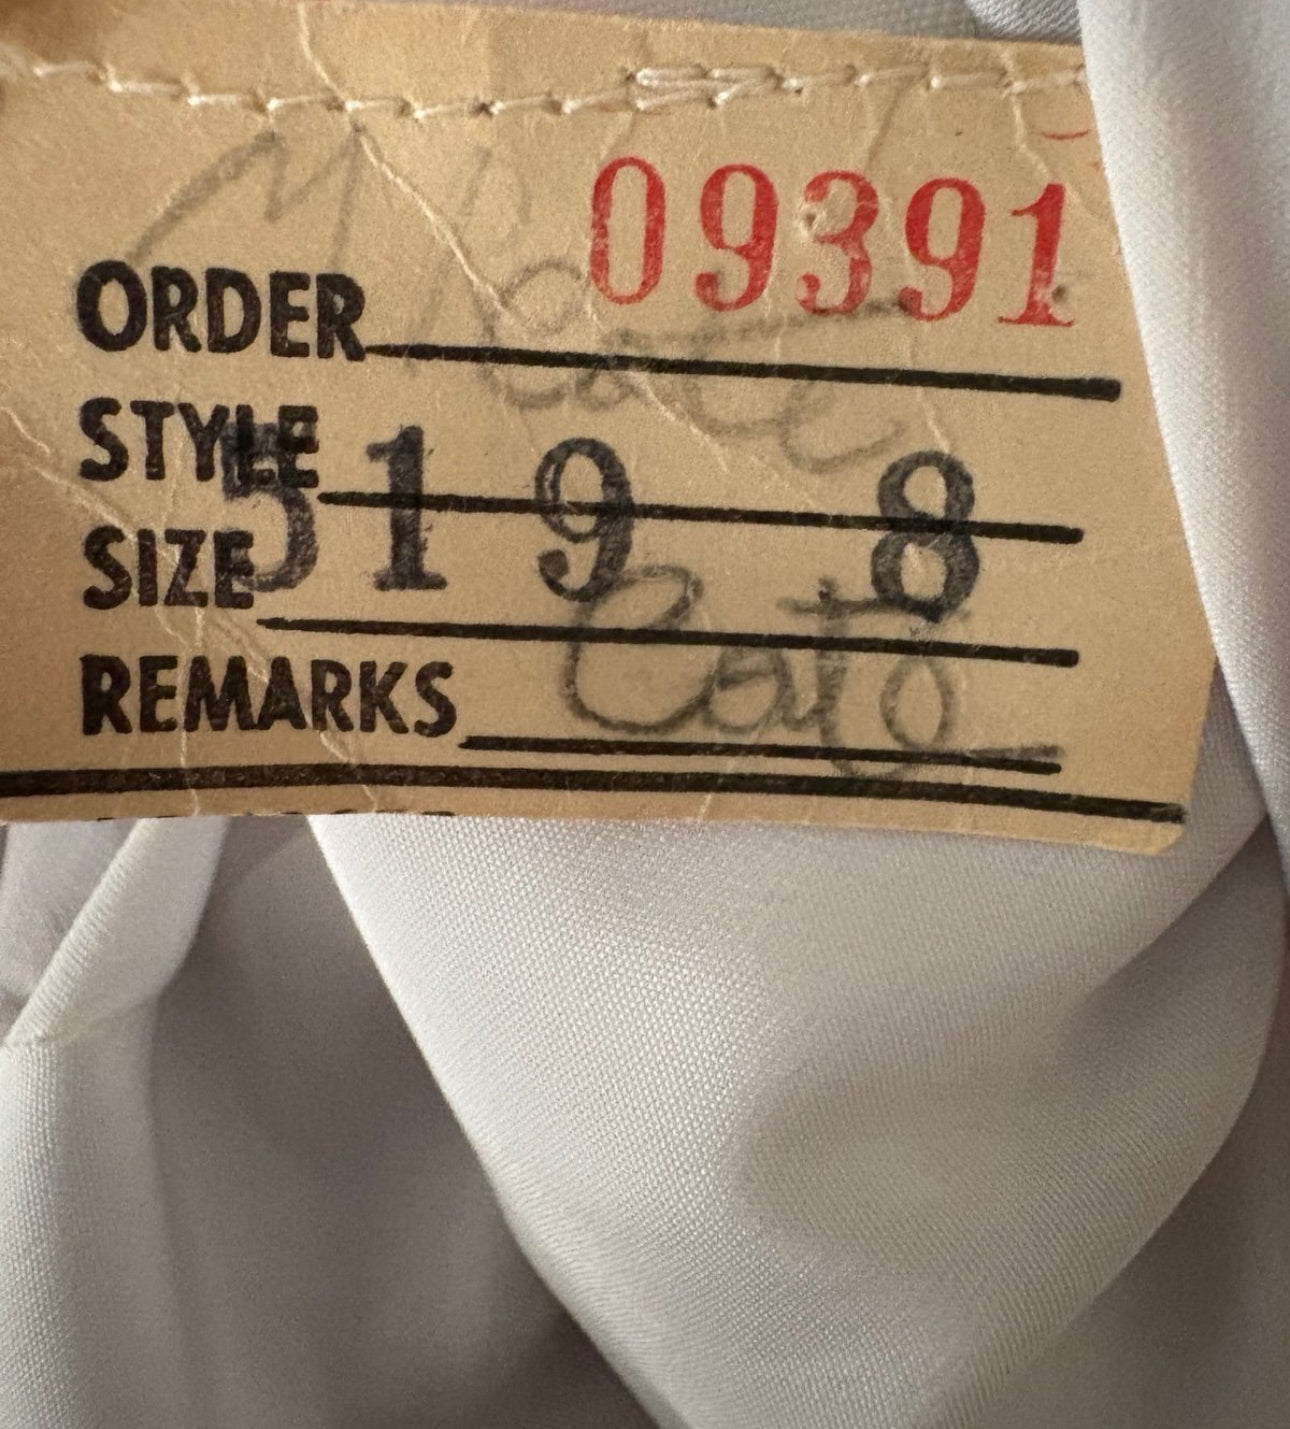 09391
ORDER
STYLE
519 8
SIZE
REMARKS